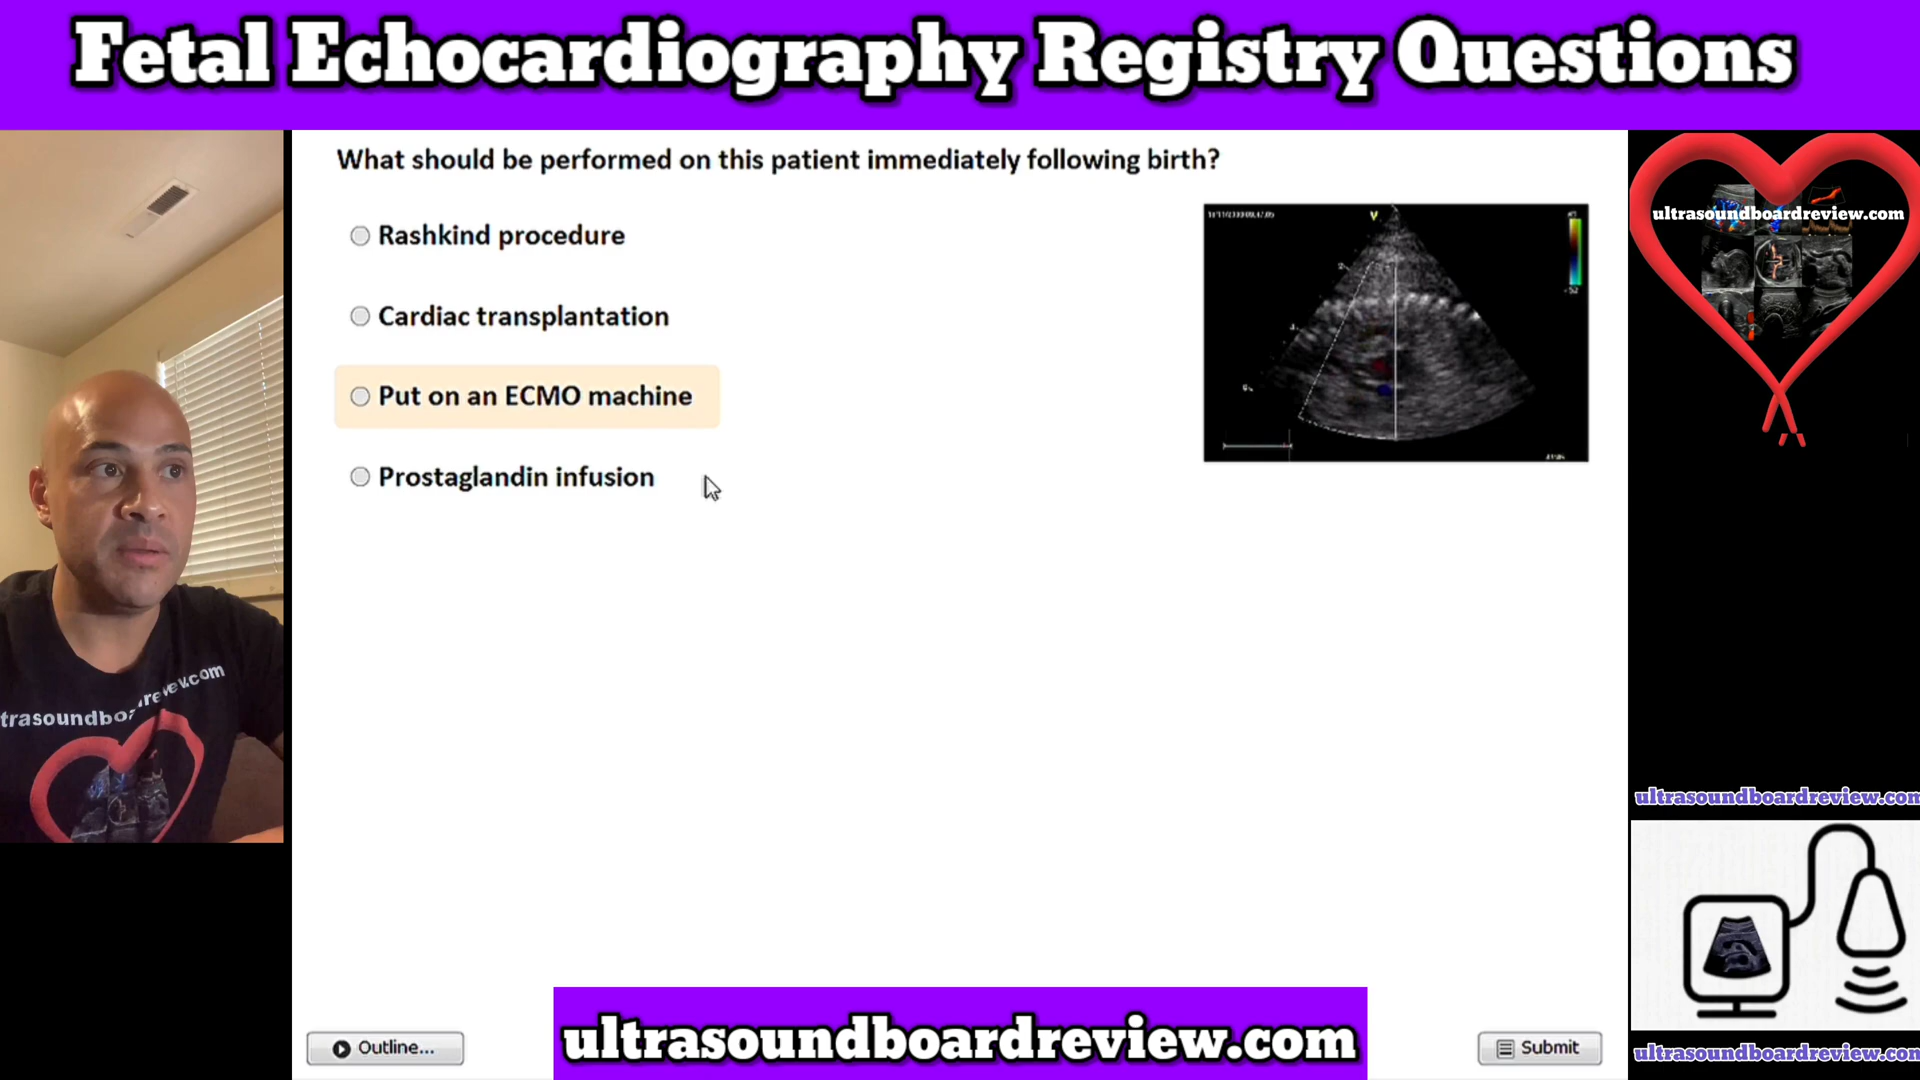 Fetal Echocardiography Registry Questions
What should be performed on this patient immediately following birth?
Rashkind procedure
Cardiac transplantation
Put on an ECMO machine
Prostaglandin infusion
V
ultrasoundboardreview.com
ultrasoundboardreview.com
ultrasoundboardreview.com
Outline...
ultrasoundboardreview.com
Submit